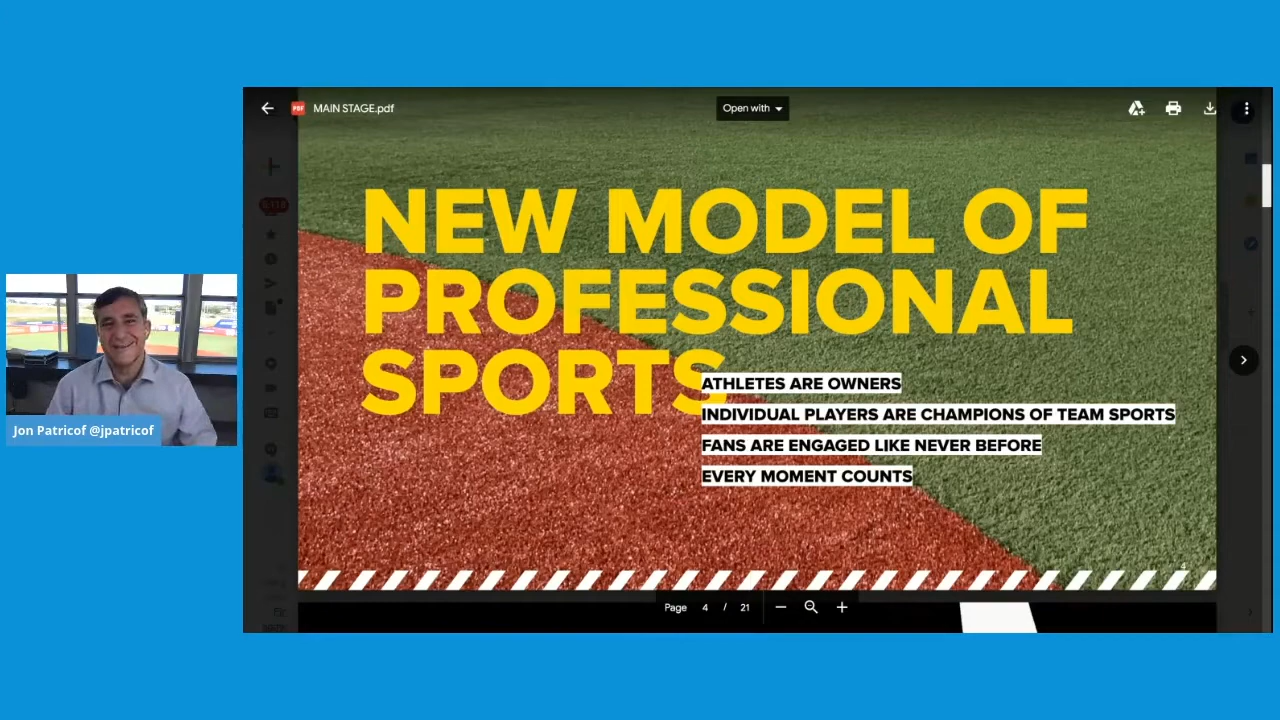 MAIN STAGE.pdf
Open with
NEW MODEL OF
PROFESSIONAL
SPORTS
ATHLETES ARE OWNERS
INDIVIDUAL PLAYERS ARE CHAMPIONS OF TEAM SPORTS
FANS ARE ENGAGED LIKE NEVER BEFORE
EVERY MOMENT COUNTS
Jon Patricof @jpatricof
4
Page 4 / 21